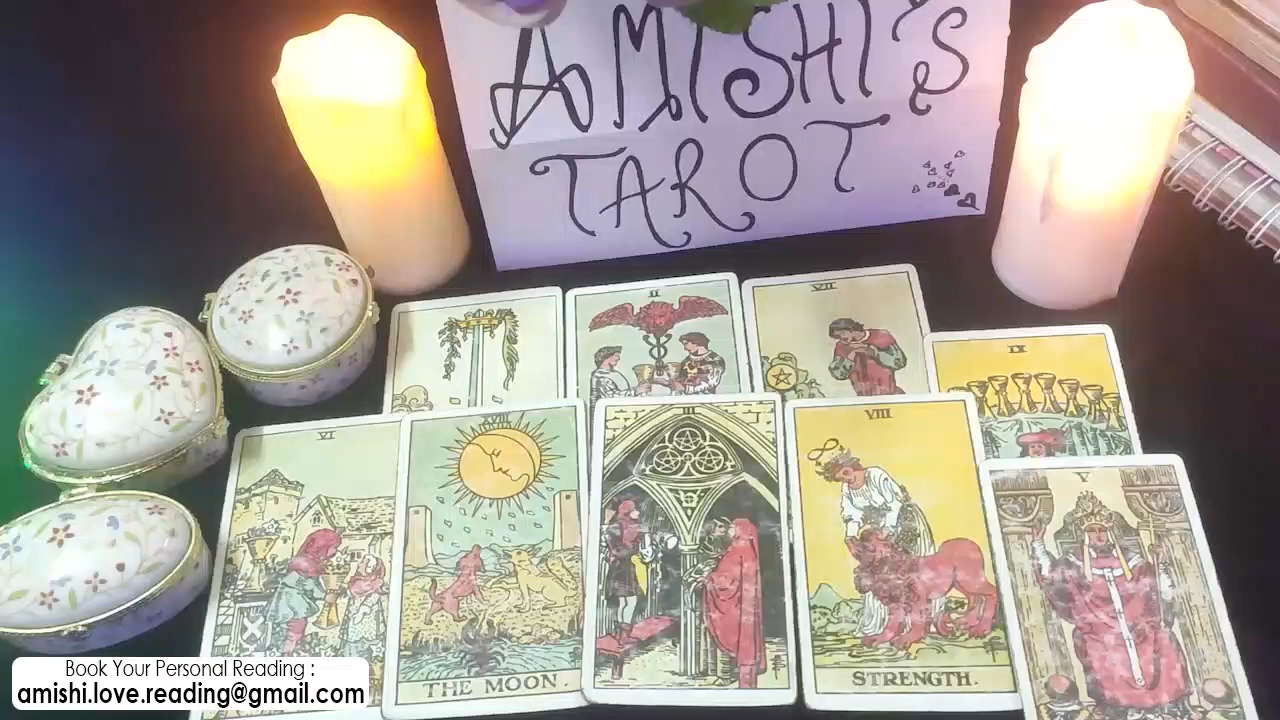 AMISHI'S
TAROT
II
VII
IX
VI
XVIII
III
VIII
V
THE MOON.
STRENGTH.
Book Your Personal Reading :
amishi.love.reading@gmail.com